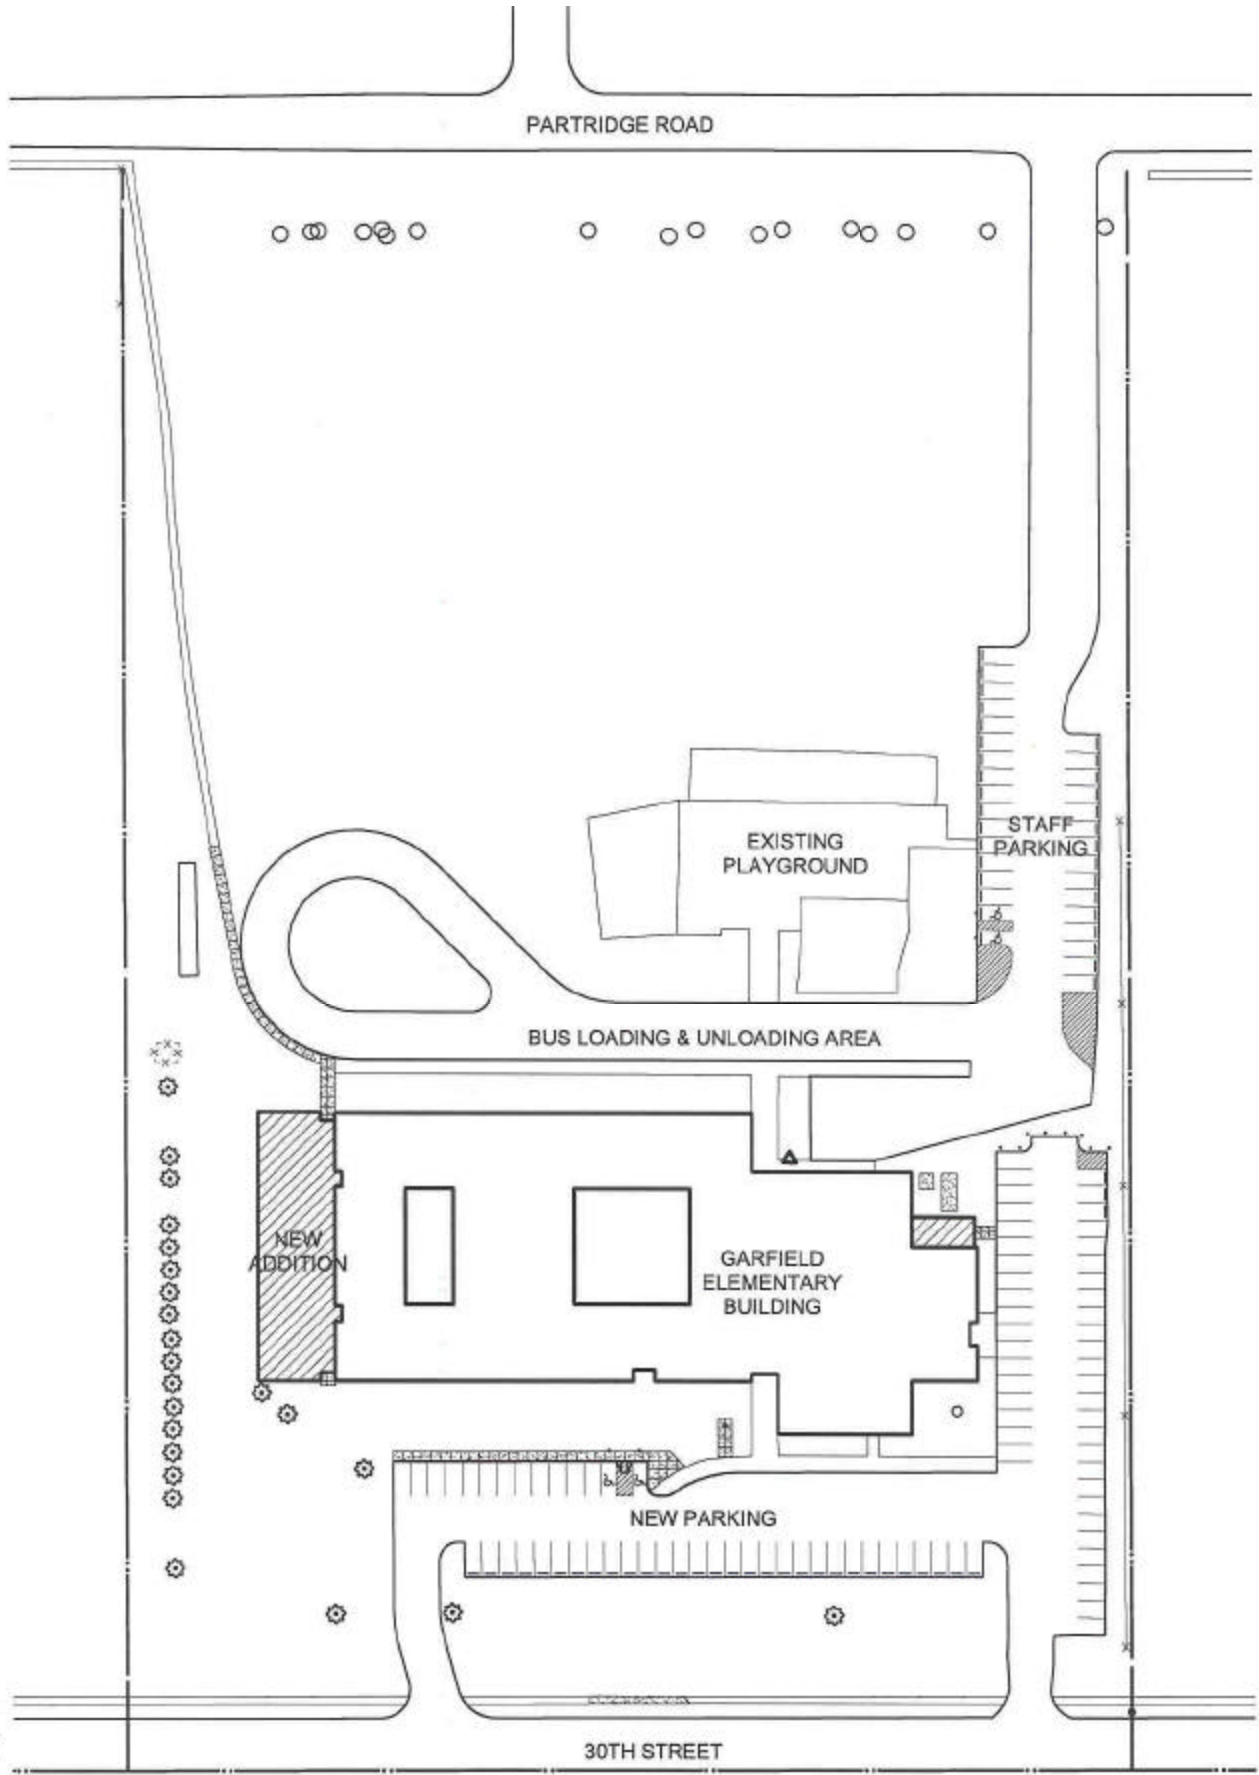 PARTRIDGE ROAD
STAFF
PARKING
EXISTING
PLAYGROUND
BUS LOADING & UNLOADING AREA
NEW
ADDITION
GARFIELD
ELEMENTARY
BUILDING
NEW PARKING
30TH STREET